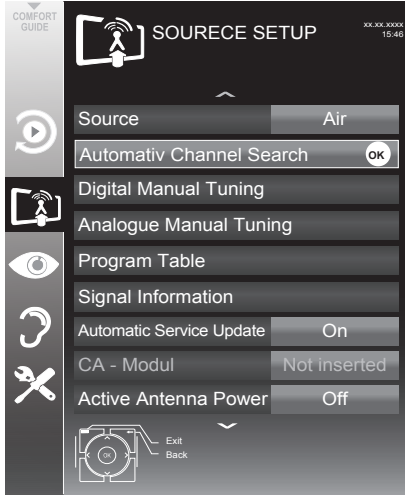 COMFORT
GUIDE
SOURECE SETUP
xx.xx.xxxx
15:46
Source Air
Automativ Channel Search OK
Digital Manual Tuning
Analogue Manual Tuning
Program Table
Signal Information
Automatic Service Update On
CA - Modul Not inserted
Active Antenna Power Off
Exit
Back
OK